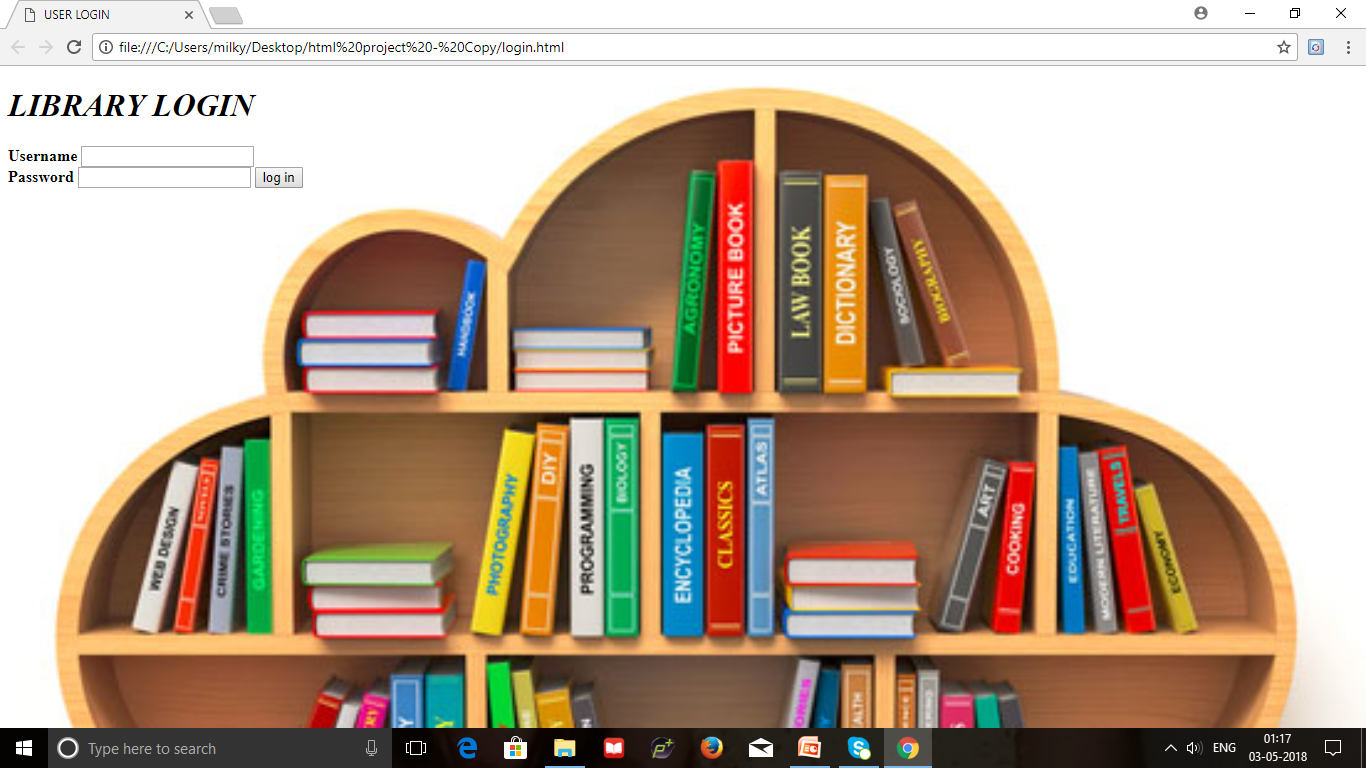 USER LOGIN
file:///C:/Users/milky/Desktop/html%20project%20-%20Copy/login.html
LIBRARY LOGIN
Username
Password log in
HANDBOOK
AGRONOMY
PICTURE BOOK
LAW BOOK
DICTIONARY
SOCIOLOGY
BIOGRAPHY
WEB DESIGN
NOVELS
CRIME STORIES
GARDENING
PHOTOGRAPHY
DIY
PROGRAMMING
BIOLOGY
ENCYCLOPEDIA
CLASSICS
ATLAS
ART
COOKING
EDUCATION
MODERN LITERATURE
TRAVELS
ECONOMY
Type here to search
ENG
01:17
03-05-2018